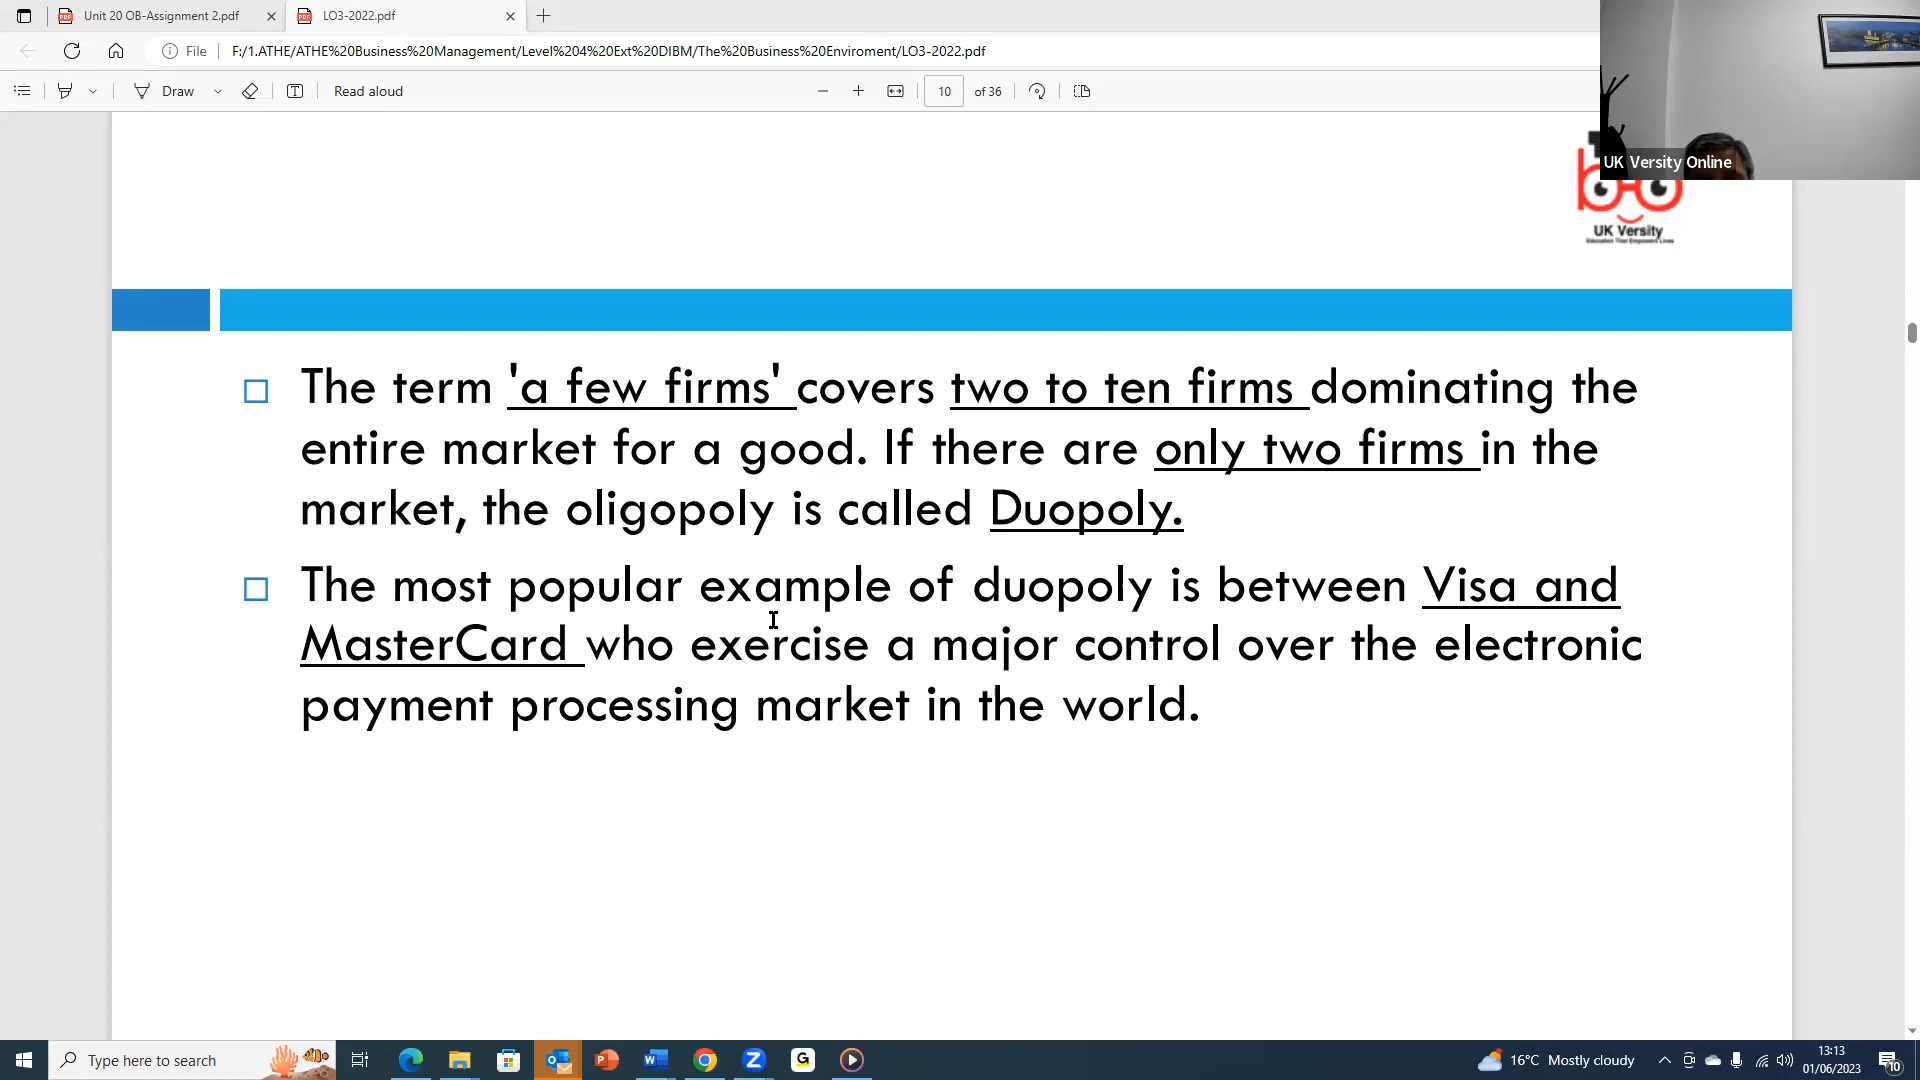 Unit 20 OB-Assignment 2.pdf
LO3-2022.pdf
File
F:/1.ATHE/ATHE%20Business%20Management/Level%204%20Ext%20DIBM/The%20Business%20Enviroment/LO3-2022.pdf
Draw
Read aloud
10
of 36
UK Versity Online
UK Versity
Education That Empowers Lives
The term 'a few firms' covers two to ten firms dominating the
entire market for a good. If there are only two firms in the
market, the oligopoly is called Duopoly.
The most popular example of duopoly is between Visa and
MasterCard who exercise a major control over the electronic
payment processing market in the world.
Type here to search
16°C Mostly cloudy
13:13
01/06/2023
10